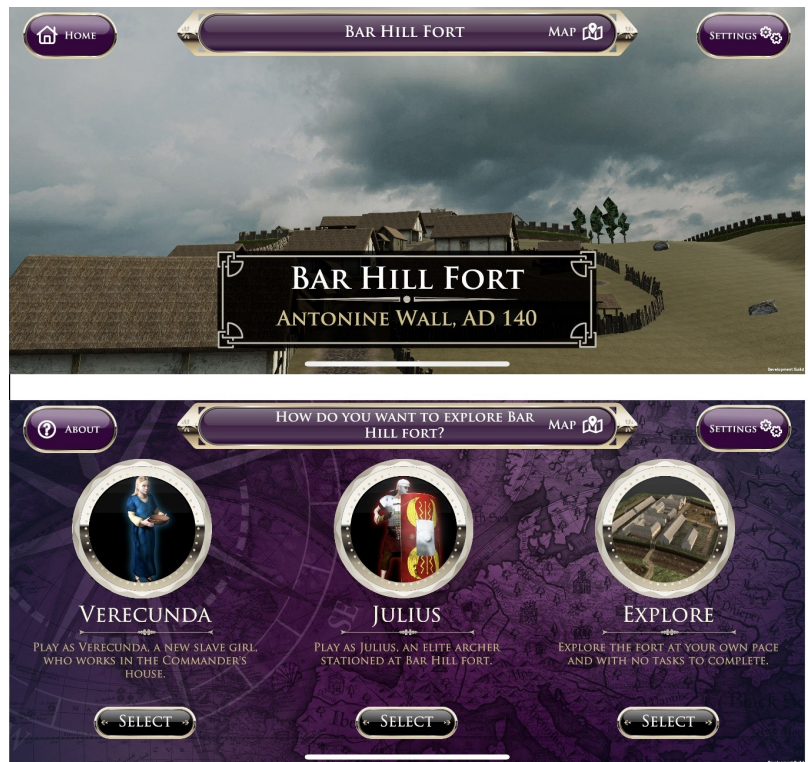 Home
Bar Hill Fort
Map
Settings
Bar Hill Fort
Antonine Wall, AD 140
Development Build
About
How do you want to explore Bar
Hill fort?
Map
Settings
Verecunda
Play as Verecunda, a new slave girl,
who works in the Commander's
house.
Select
Julius
Play as Julius, an elite archer
stationed at Bar Hill fort.
Select
Explore
Explore the fort at your own pace
and with no tasks to complete.
Select